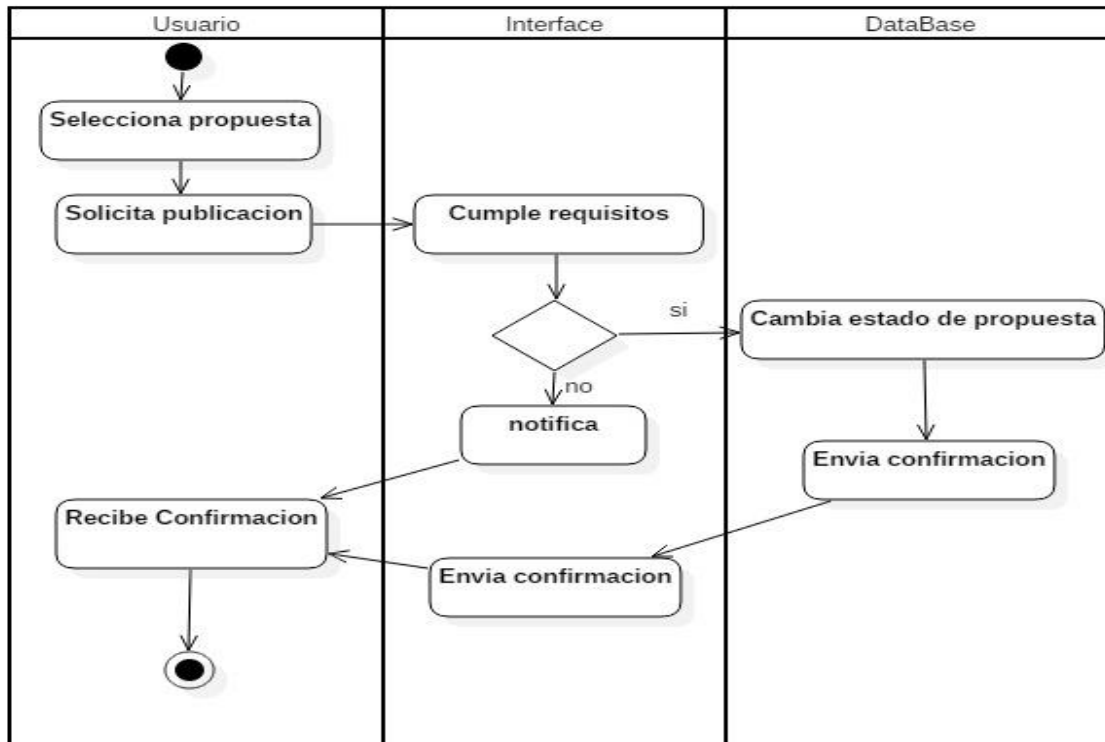 Usuario
Interface
DataBase
Selecciona propuesta
Solicita publicacion
Cumple requisitos
si
Cambia estado de propuesta
no
notifica
Envia confirmacion
Recibe Confirmacion
Envia confirmacion